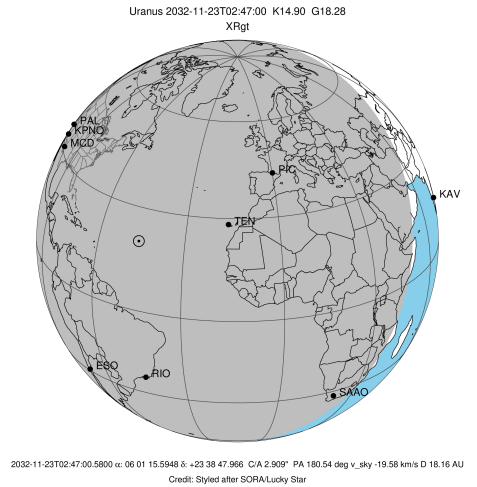 Uranus 2032-11-23T02:47:00  K14.90  G18.28
XRgt
PAL
KPNO
MCD
PIC
KAV
TEN
ESO
RIO
SAAO
2032-11-23T02:47:00.5800 α: 06 01 15.5948 δ: +23 38 47.966  C/A 2.909"  PA 180.54 deg v_sky -19.58 km/s D 18.16 AU
Credit: Styled after SORA/Lucky Star